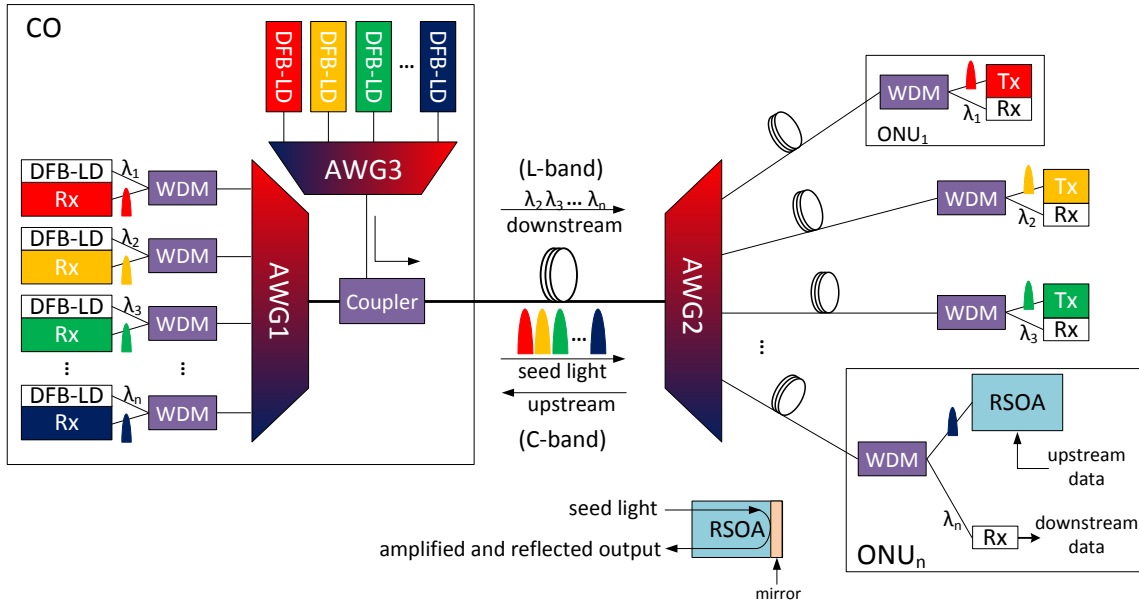 CO
DFB-LD
DFB-LD
DFB-LD
...
DFB-LD
AWG3
DFB-LD
Rx
λ1
WDM
DFB-LD
Rx
λ2
WDM
DFB-LD
Rx
λ3
WDM
...
...
DFB-LD
Rx
λn
WDM
AWG1
Coupler
(L-band)
λ2 λ3 ... λn
downstream
...
seed light
upstream
(C-band)
AWG2
...
WDM
Tx
Rx
λ1
ONU1
WDM
Tx
Rx
λ2
WDM
Tx
Rx
λ3
WDM
RSOA
upstream
data
λn
Rx
downstream
data
ONUn
seed light
RSOA
amplified and reflected output
mirror